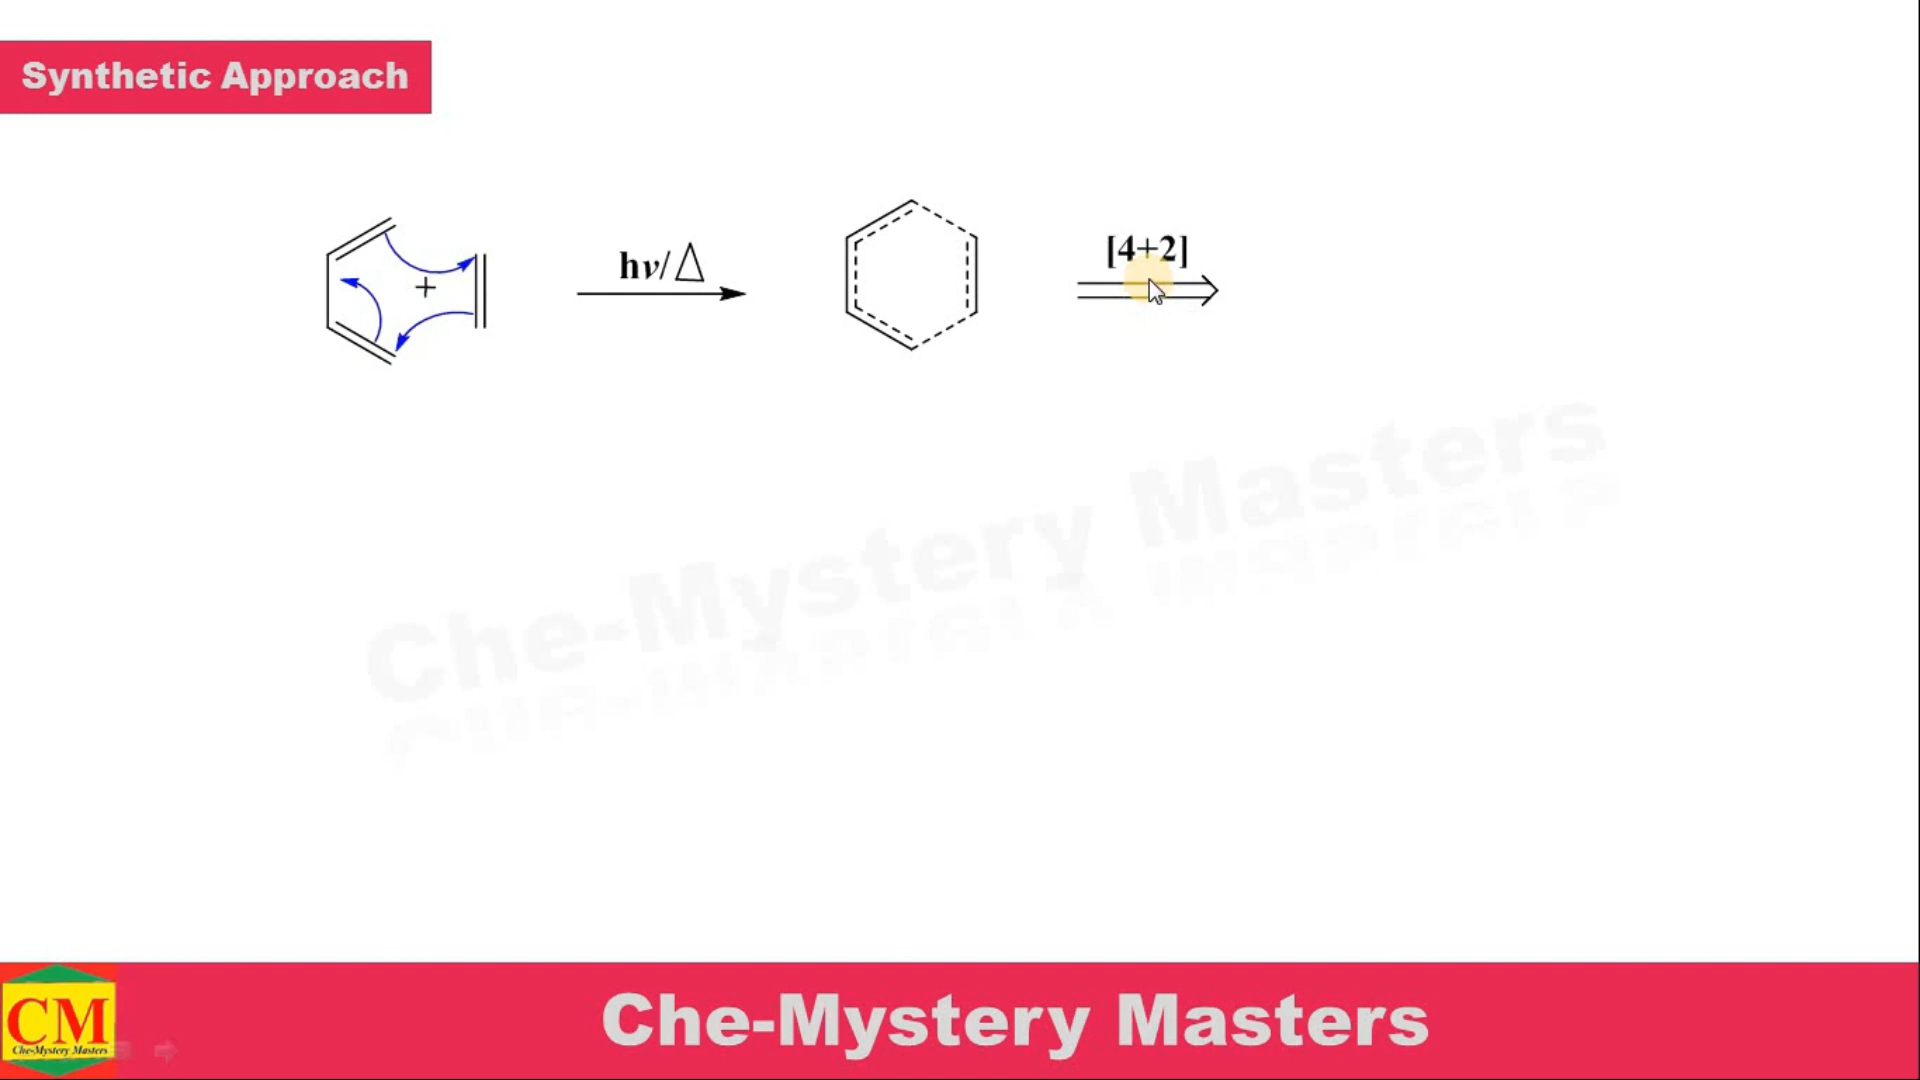 Synthetic Approach
+
hν/△
[4+2]
Che-Mystery Masters
CM
Che-Mystery Masters
Che-Mystery Masters